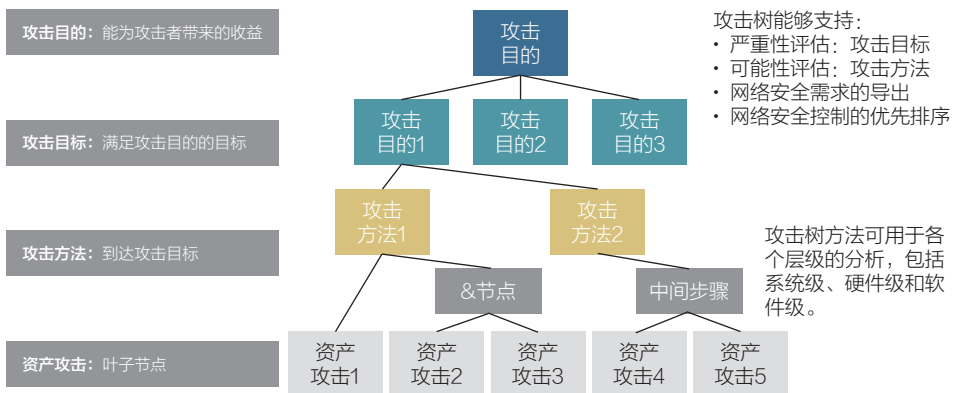 攻击目的：能为攻击者带来的收益
攻击
目的
攻击树能够支持：
• 严重性评估：攻击目标
• 可能性评估：攻击方法
• 网络安全需求的导出
• 网络安全控制的优先排序
攻击目标：满足攻击目的的目标
攻击
目的1
攻击
目的2
攻击
目的3
攻击方法：到达攻击目标
攻击
方法1
攻击
方法2
&节点
中间步骤
攻击树方法可用于各
个层级的分析，包括
系统级、硬件级和软
件级。
资产攻击：叶子节点
资产
攻击1
资产
攻击2
资产
攻击3
资产
攻击4
资产
攻击5